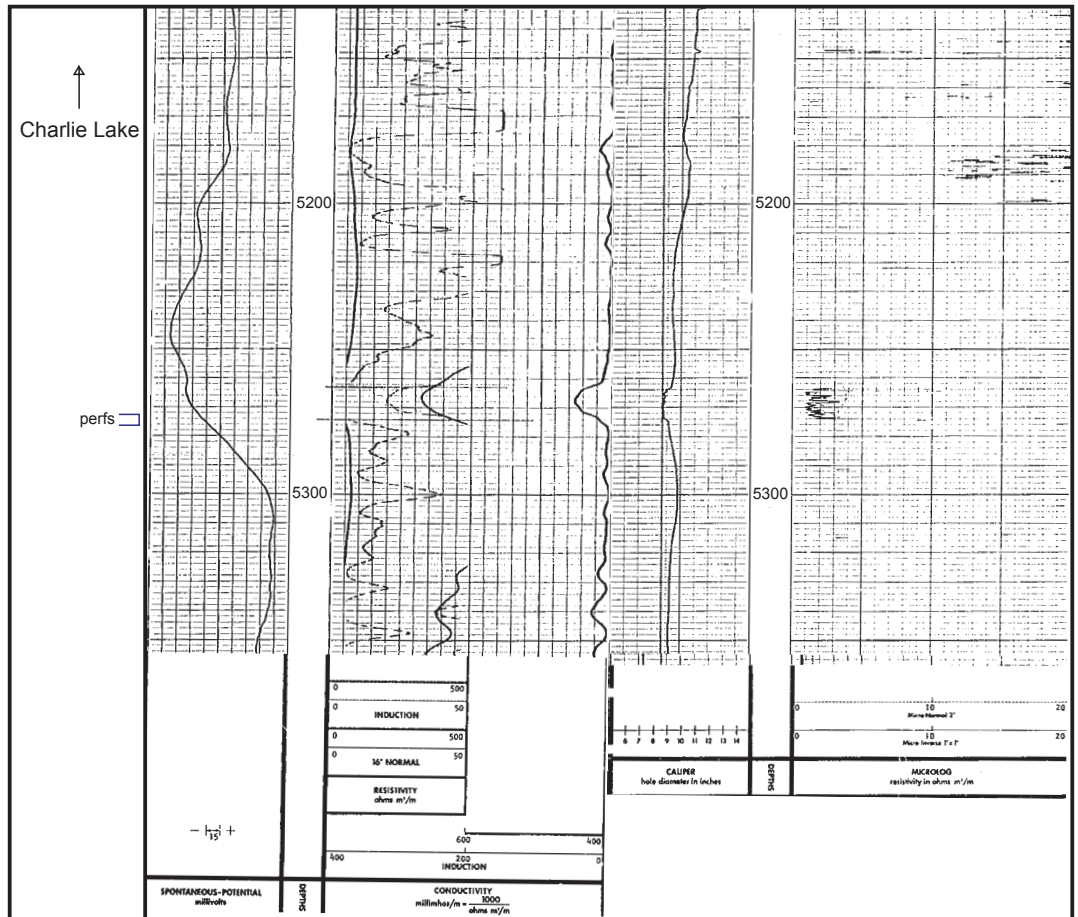 Charlie Lake
5200
5200
perfs
5300
5300
0 500
0 50
INDUCTION
0 500
0 50
16" NORMAL
RESISTIVITY
ohms m²/m
- 15 +
600 400
400 200 0
INDUCTION
SPONTANEOUS-POTENTIAL
millivolts
DEPTHS
CONDUCTIVITY
millimhos/m = 1000
ohms m²/m
6 7 8 9 10 11 12 13 14
CALIPER
hole diameter in inches
DEPTHS
0 10 20
Micro Normal 2"
0 10 20
Micro Inverse 1" x 1"
MICROLOG
resistivity in ohms m²/m